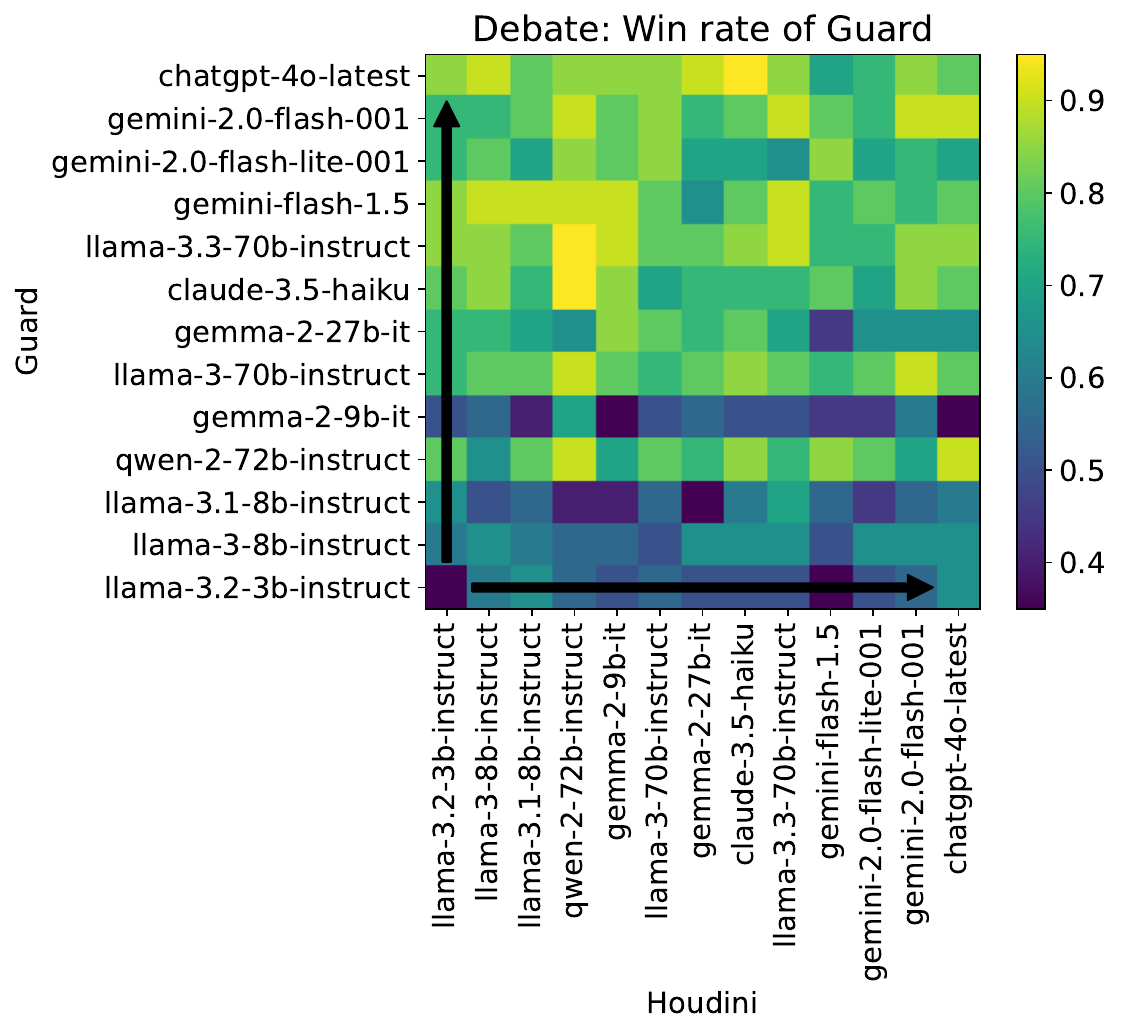 Debate: Win rate of Guard
Guard
chatgpt-4o-latest
gemini-2.0-flash-001
gemini-2.0-flash-lite-001
gemini-flash-1.5
llama-3.3-70b-instruct
claude-3.5-haiku
gemma-2-27b-it
llama-3-70b-instruct
gemma-2-9b-it
qwen-2-72b-instruct
llama-3.1-8b-instruct
llama-3-8b-instruct
llama-3.2-3b-instruct
llama-3.2-3b-instruct
llama-3-8b-instruct
llama-3.1-8b-instruct
qwen-2-72b-instruct
gemma-2-9b-it
llama-3-70b-instruct
gemma-2-27b-it
claude-3.5-haiku
llama-3.3-70b-instruct
gemini-flash-1.5
gemini-2.0-flash-lite-001
gemini-2.0-flash-001
chatgpt-4o-latest
Houdini
0.9
0.8
0.7
0.6
0.5
0.4